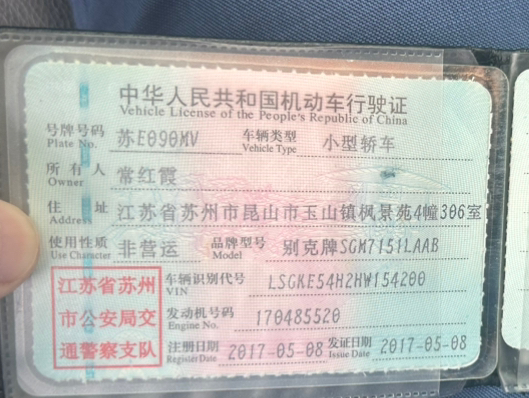 中华人民共和国机动车行驶证
Vehicle License of the People's Republic of China
号牌号码 Plate No. 苏E090MV 车辆类型 Vehicle Type 小型轿车
所有人 Owner 常红霞
住址 Address 江苏省苏州市昆山市玉山镇枫景苑4幢306室
使用性质 Use Character 非营运 品牌型号 Model 别克牌SGM7151LAAB
江苏省苏州 车辆识别代号 VIN LSGKE54H2HW154200
市公安局交 发动机号码 Engine No. 170485520
通警察支队 注册日期 Register Date 2017-05-08 发证日期 Issue Date 2017-05-08